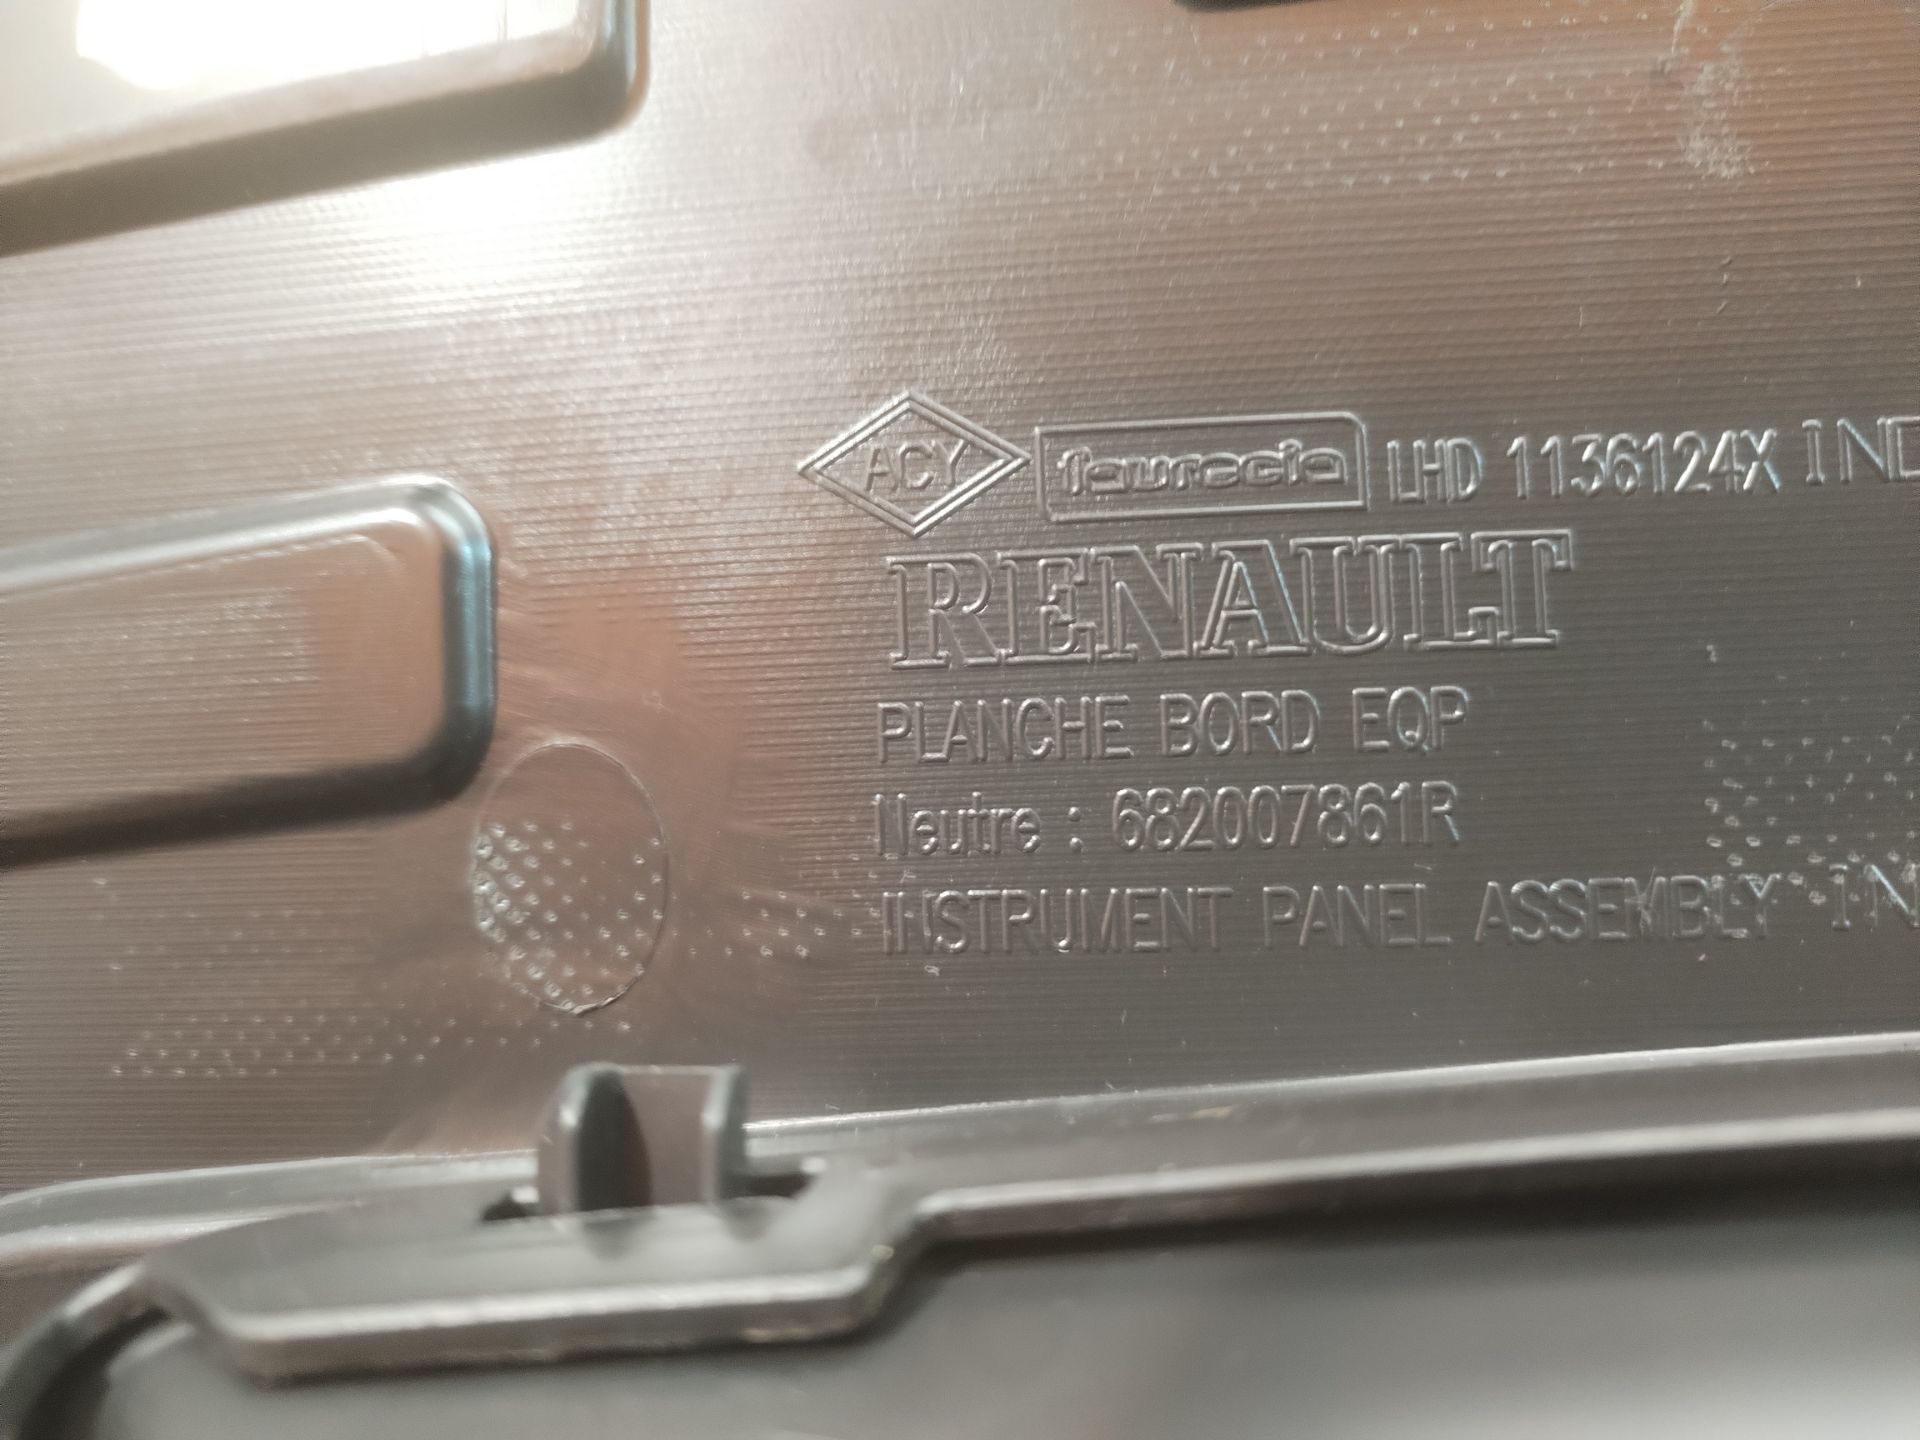 ACY faurecia LHD 1136124X IND
RENAULT
PLANCHE BORD EQP
Neutre : 682007861R
INSTRUMENT PANEL ASSEMBLY IN